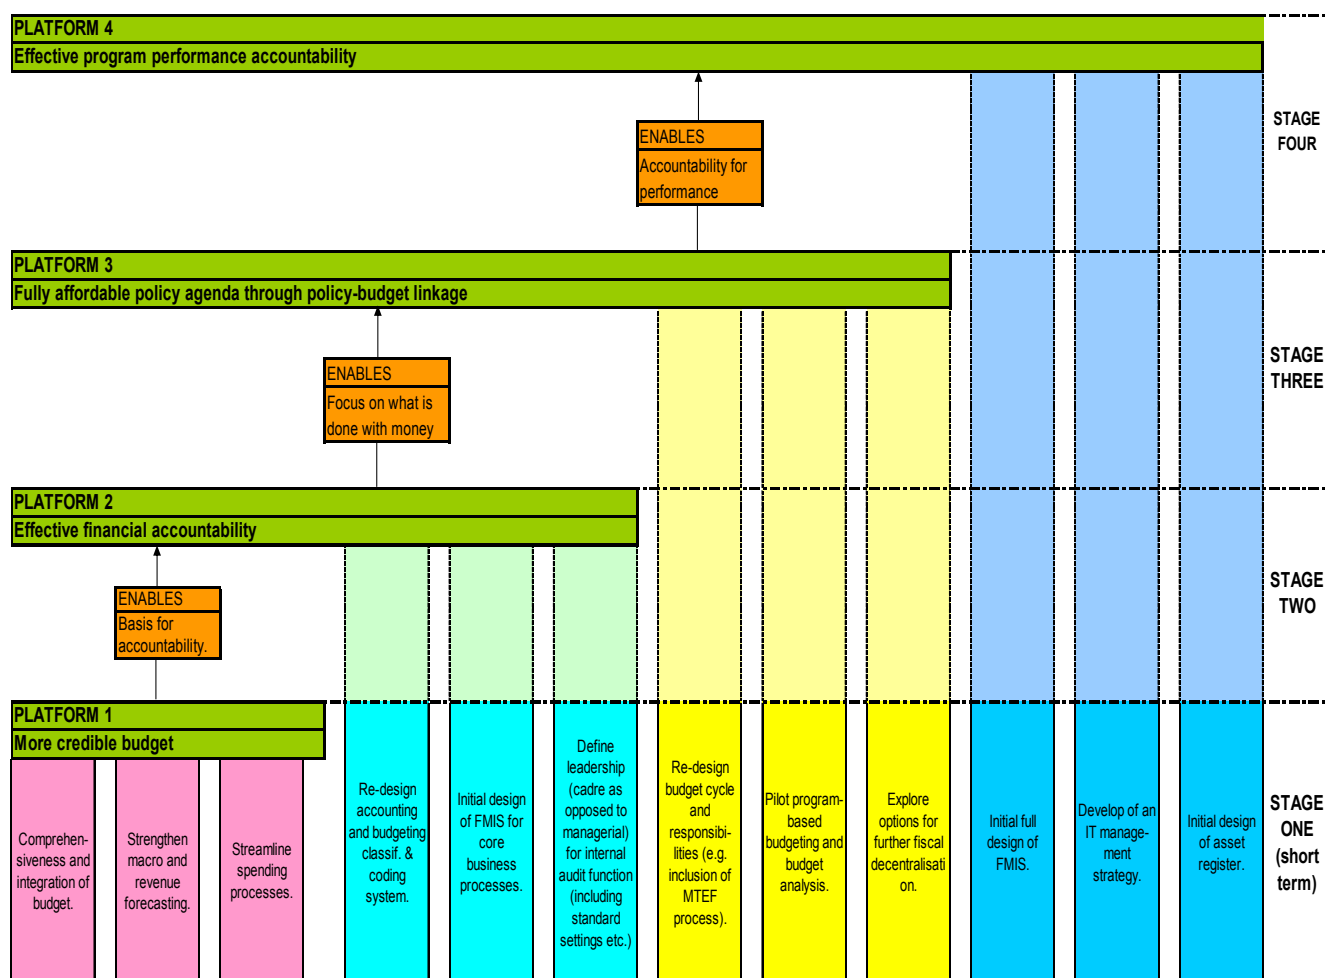 PLATFORM 4
Effective program performance accountability
STAGE
FOUR
ENABLES
Accountability for
performance
PLATFORM 3
Fully affordable policy agenda through policy-budget linkage
STAGE
THREE
ENABLES
Focus on what is
done with money
PLATFORM 2
Effective financial accountability
STAGE
TWO
ENABLES
Basis for
accountability.
PLATFORM 1
More credible budget
Comprehen-
siveness and
integration of
budget.
Strengthen
macro and
revenue
forecasting.
Streamline
spending
processes.
Re-design
accounting
and budgeting
classif. &
coding
system.
Initial design
of FMIS for
core
business
processes.
Define
leadership
(cadre as
opposed to
managerial)
for internal
audit function
(including
standard
settings etc.)
Re-design
budget cycle
and
responsibi-
lities (e.g.
inclusion of
MTEF
process).
Pilot program-
based
budgeting and
budget
analysis.
Explore
options for
further fiscal
decentralisati
on.
Initial full
design of
FMIS.
Develop of an
IT manage-
ment
strategy.
Initial design
of asset
register.
STAGE
ONE
(short
term)